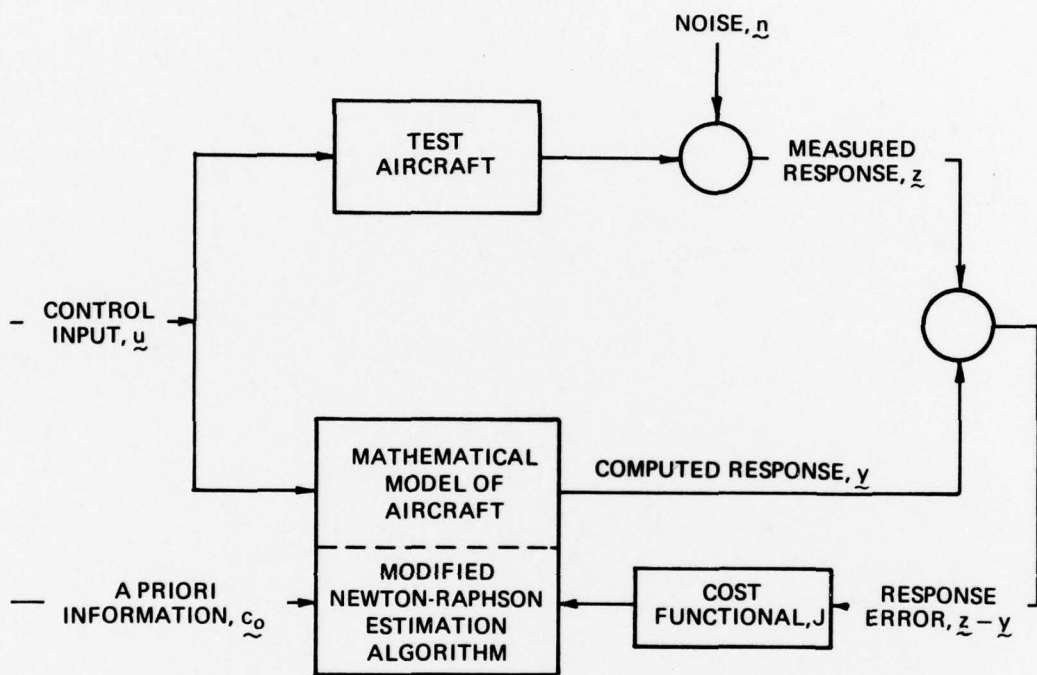 NOISE, n
TEST
AIRCRAFT
MEASURED
RESPONSE, z
CONTROL
INPUT, u
MATHEMATICAL
MODEL OF
AIRCRAFT
COMPUTED RESPONSE, y
A PRIORI
INFORMATION, c₀
MODIFIED
NEWTON-RAPHSON
ESTIMATION
ALGORITHM
COST
FUNCTIONAL, J
RESPONSE
ERROR, z – y